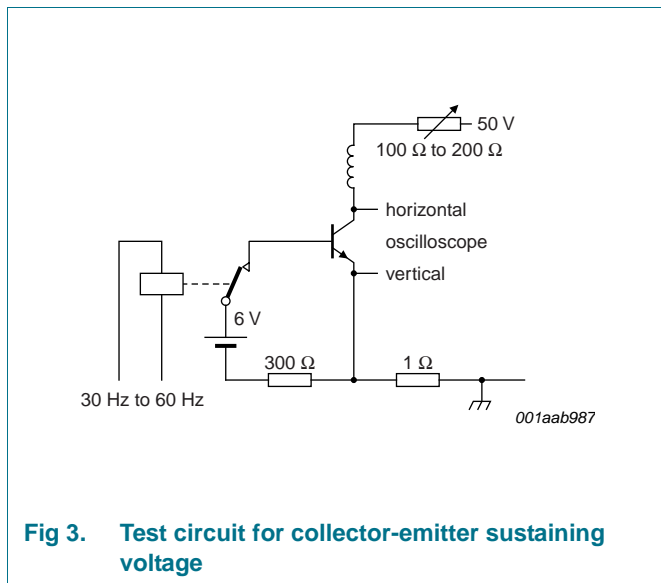 50 V
100 Ω to 200 Ω
horizontal
oscilloscope
vertical
6 V
300 Ω
1 Ω
30 Hz to 60 Hz
001aab987
Fig 3. Test circuit for collector-emitter sustaining
voltage